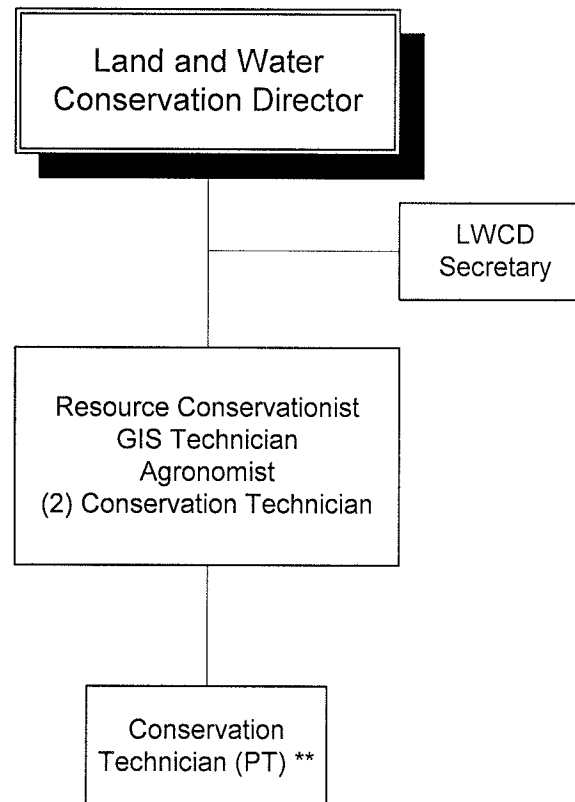 Land and Water
Conservation Director
LWCD
Secretary
Resource Conservationist
GIS Technician
Agronomist
(2) Conservation Technician
Conservation
Technician (PT) **